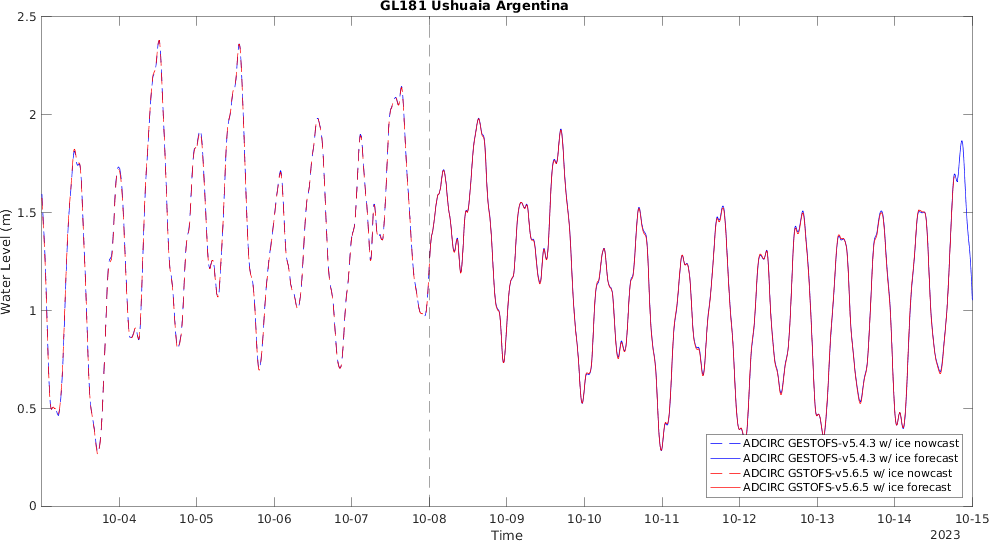 GL181 Ushuaia Argentina
2.5
2
1.5
1
0.5
0
Water Level (m)
10-04
10-05
10-06
10-07
10-08
10-09
10-10
10-11
10-12
10-13
10-14
10-15
Time
2023
ADCIRC GESTOFS-v5.4.3 w/ ice nowcast
ADCIRC GESTOFS-v5.4.3 w/ ice forecast
ADCIRC GSTOFS-v5.6.5 w/ ice nowcast
ADCIRC GSTOFS-v5.6.5 w/ ice forecast